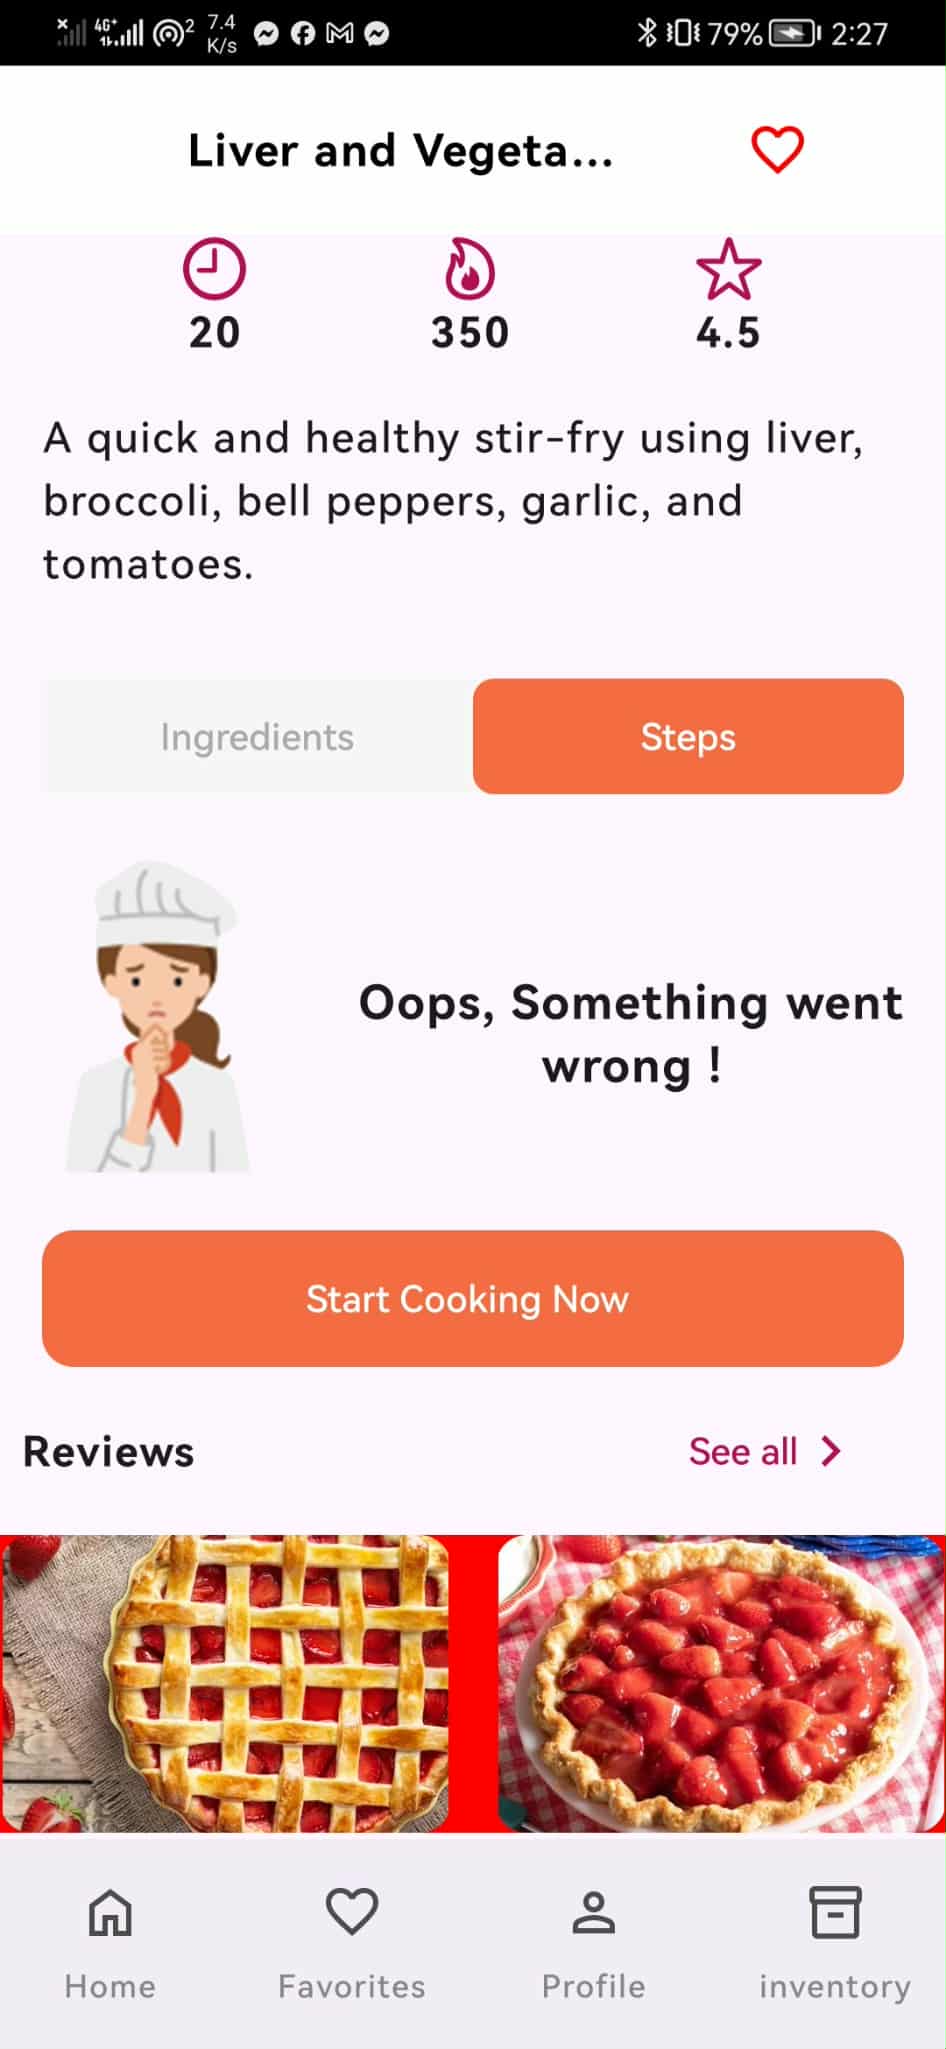 4G+ 2 7.4 K/s 79% 2:27
Liver and Vegeta...
20 350 4.5
A quick and healthy stir-fry using liver,
broccoli, bell peppers, garlic, and
tomatoes.
Ingredients Steps
Oops, Something went
wrong !
Start Cooking Now
Reviews See all
Home Favorites Profile inventory